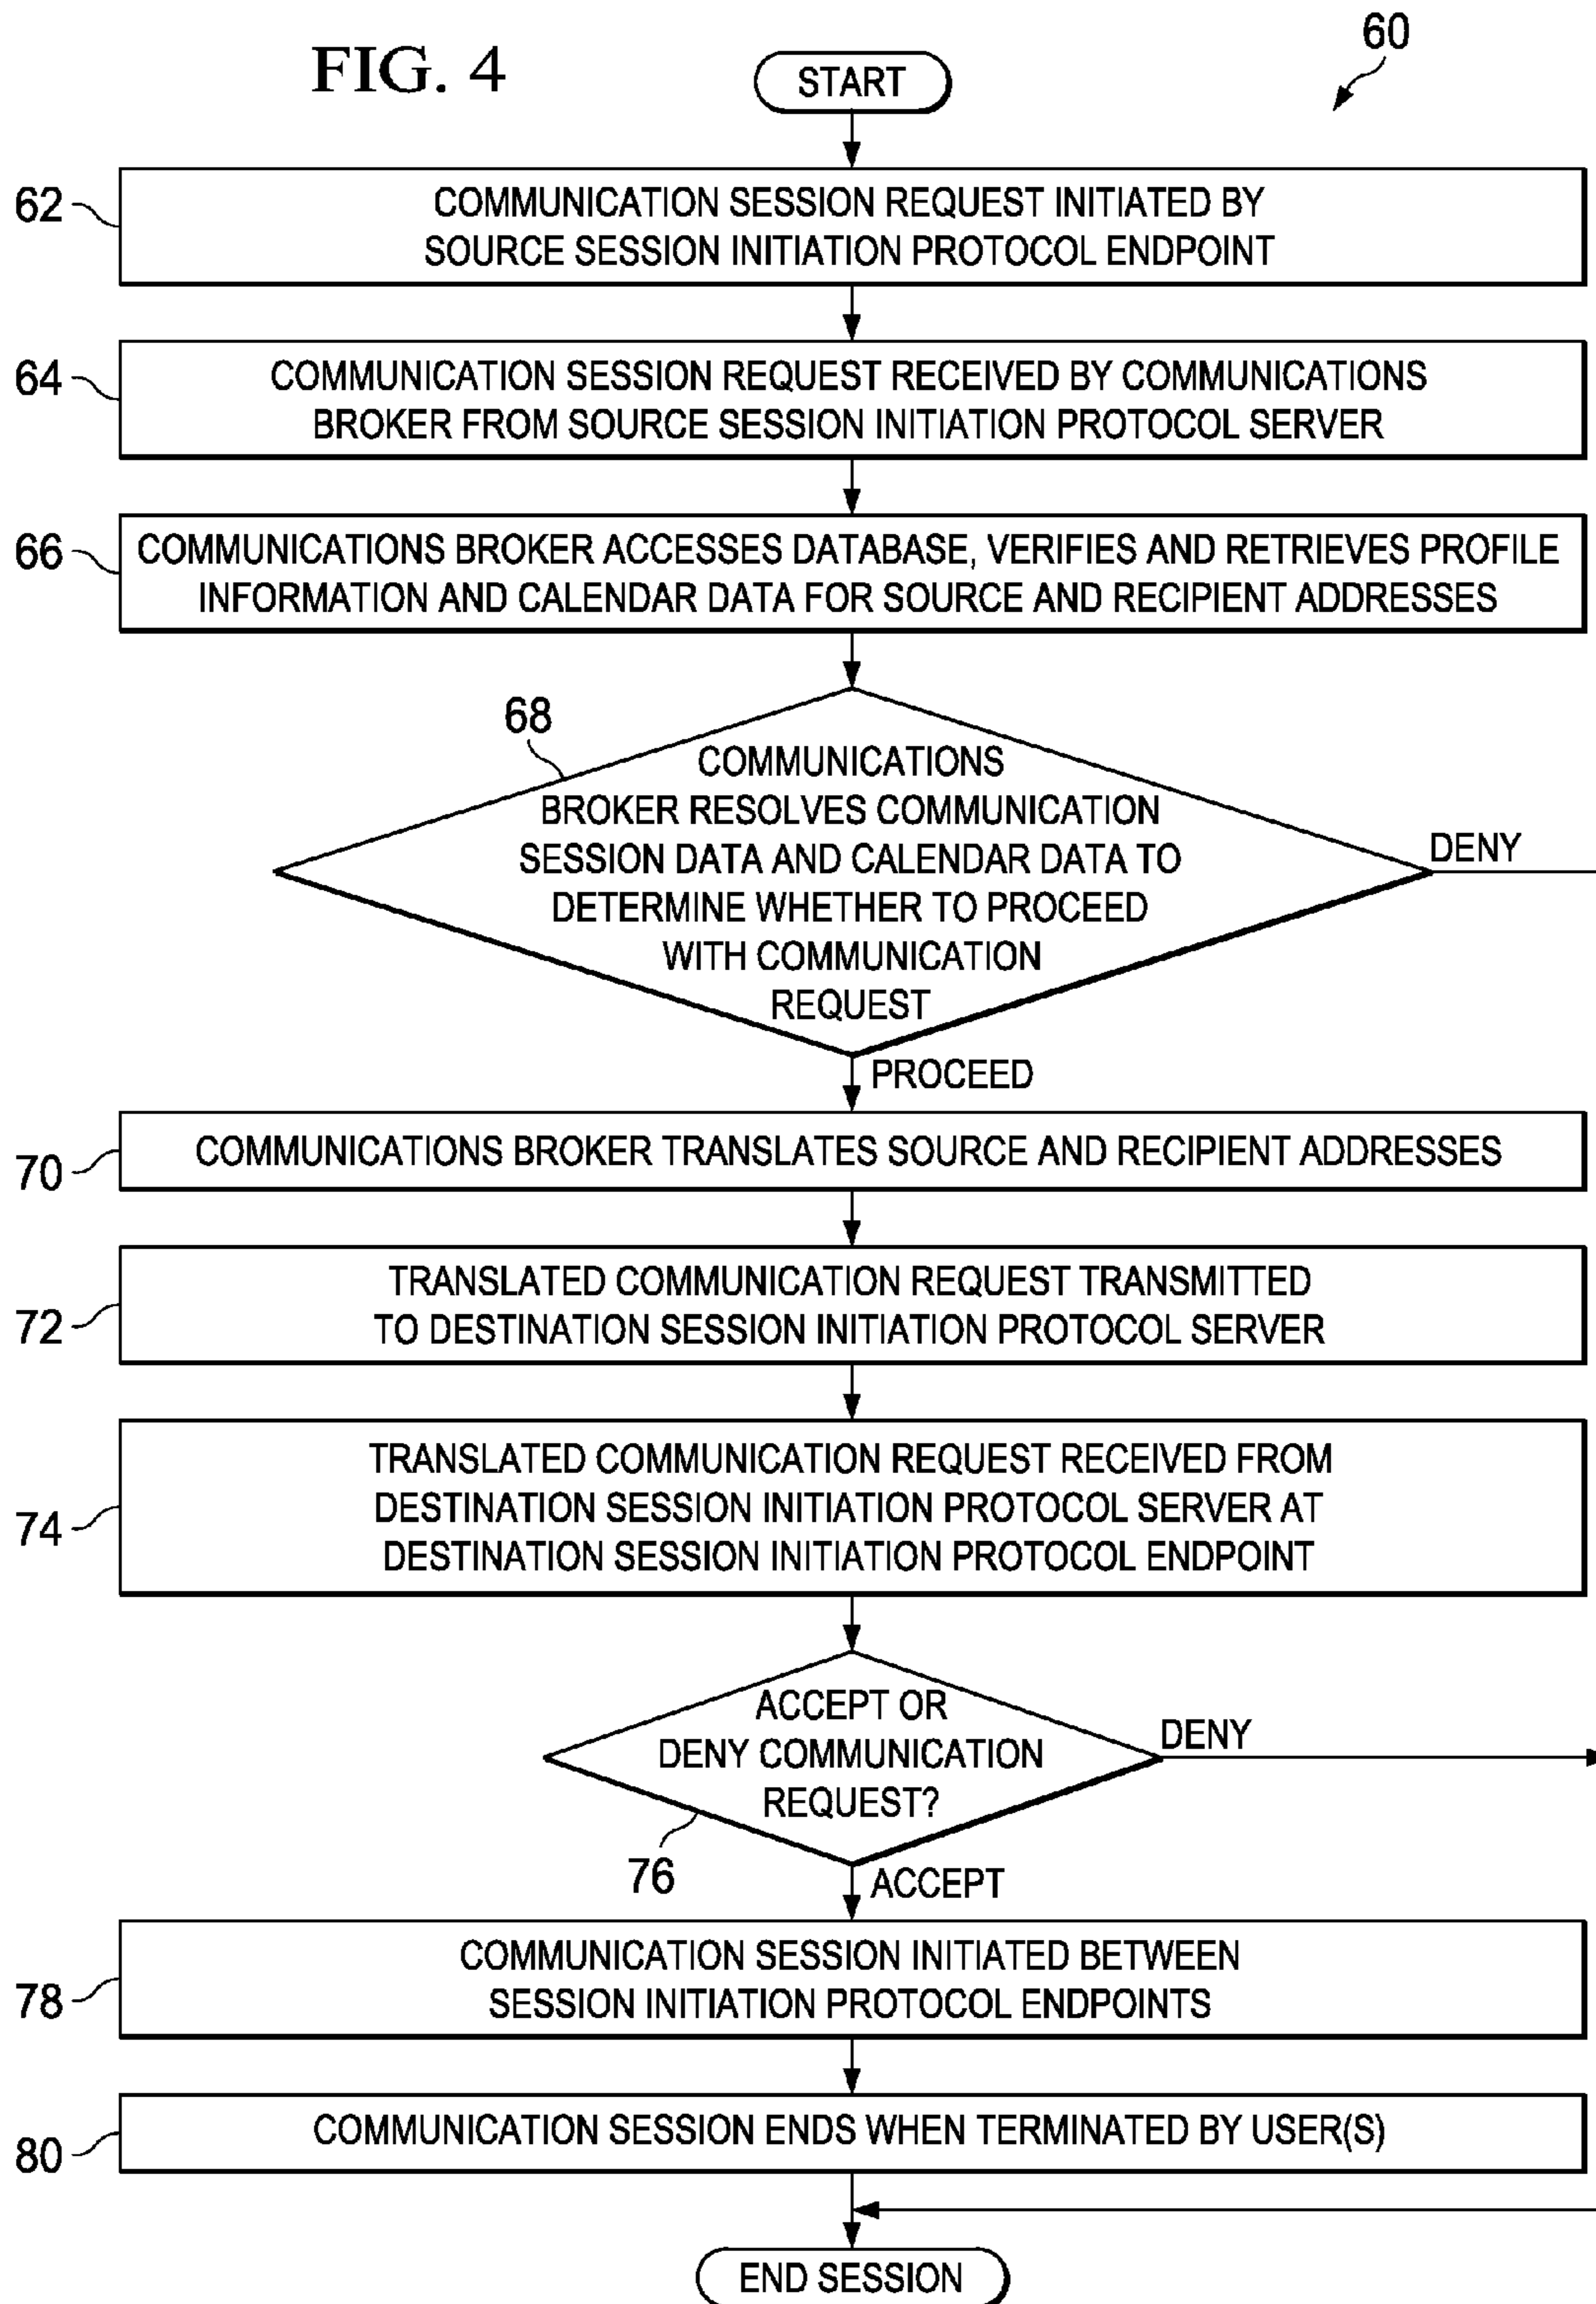 FIG. 4
60
START
62
COMMUNICATION SESSION REQUEST INITIATED BY
SOURCE SESSION INITIATION PROTOCOL ENDPOINT
64
COMMUNICATION SESSION REQUEST RECEIVED BY COMMUNICATIONS
BROKER FROM SOURCE SESSION INITIATION PROTOCOL SERVER
66
COMMUNICATIONS BROKER ACCESSES DATABASE, VERIFIES AND RETRIEVES PROFILE
INFORMATION AND CALENDAR DATA FOR SOURCE AND RECIPIENT ADDRESSES
68
COMMUNICATIONS
BROKER RESOLVES COMMUNICATION
SESSION DATA AND CALENDAR DATA TO
DETERMINE WHETHER TO PROCEED
WITH COMMUNICATION
REQUEST
DENY
PROCEED
70
COMMUNICATIONS BROKER TRANSLATES SOURCE AND RECIPIENT ADDRESSES
72
TRANSLATED COMMUNICATION REQUEST TRANSMITTED
TO DESTINATION SESSION INITIATION PROTOCOL SERVER
74
TRANSLATED COMMUNICATION REQUEST RECEIVED FROM
DESTINATION SESSION INITIATION PROTOCOL SERVER AT
DESTINATION SESSION INITIATION PROTOCOL ENDPOINT
ACCEPT OR
DENY COMMUNICATION
REQUEST?
DENY
76
ACCEPT
78
COMMUNICATION SESSION INITIATED BETWEEN
SESSION INITIATION PROTOCOL ENDPOINTS
80
COMMUNICATION SESSION ENDS WHEN TERMINATED BY USER(S)
END SESSION